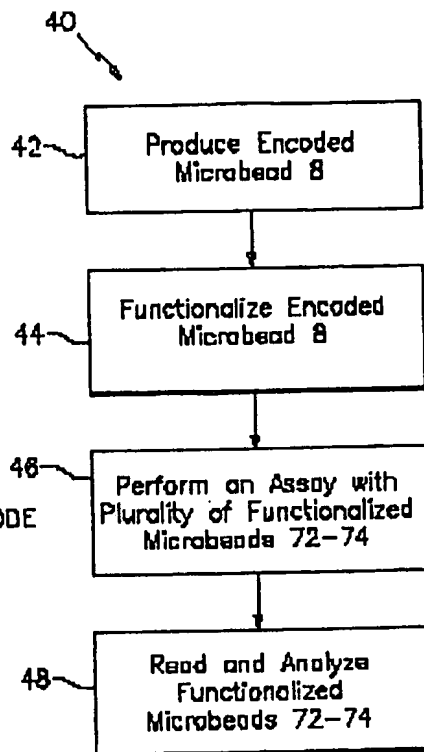 40
42
Produce Encoded
Microbead 8
44
Functionalize Encoded
Microbead 8
46
Perform an Assay with
Plurality of Functionalized
Microbeads 72-74
ODE
48
Read and Analyze
Functionalized
Microbeads 72-74